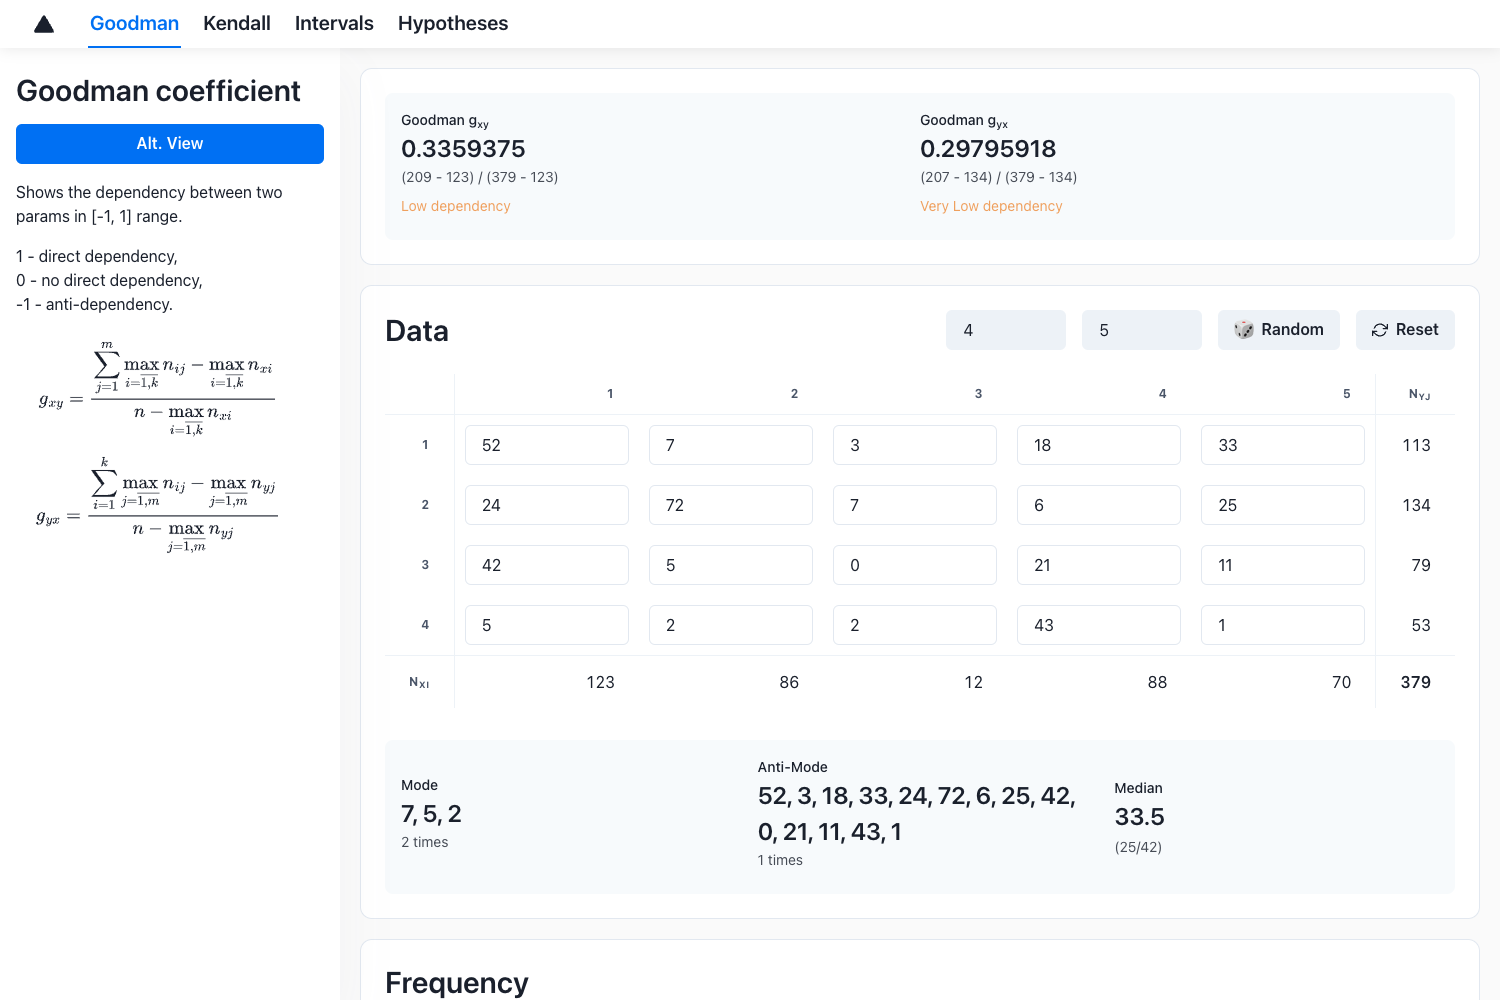 Goodman Kendall Intervals Hypotheses
Goodman coefficient
Alt. View
Shows the dependency between two
params in [-1, 1] range.
1 - direct dependency,
0 - no direct dependency,
-1 - anti-dependency.
g_{xy} = \frac{\sum_{j=1}^{m} \max_{i=\overline{1,k}} n_{ij} - \max_{i=\overline{1,k}} n_{xi}}{n - \max_{i=\overline{1,k}} n_{xi}}
g_{yx} = \frac{\sum_{i=1}^{k} \max_{j=\overline{1,m}} n_{ij} - \max_{j=\overline{1,m}} n_{yj}}{n - \max_{j=\overline{1,m}} n_{yj}}
Goodman g_{xy}
0.3359375
(209 - 123) / (379 - 123)
Low dependency
Goodman g_{yx}
0.29795918
(207 - 134) / (379 - 134)
Very Low dependency
Data
4 5 Random Reset
1 2 3 4 5 N_{YJ}
1 52 7 3 18 33 113
2 24 72 7 6 25 134
3 42 5 0 21 11 79
4 5 2 2 43 1 53
N_{XI} 123 86 12 88 70 379
Mode
7, 5, 2
2 times
Anti-Mode
52, 3, 18, 33, 24, 72, 6, 25, 42,
0, 21, 11, 43, 1
1 times
Median
33.5
(25/42)
Frequency